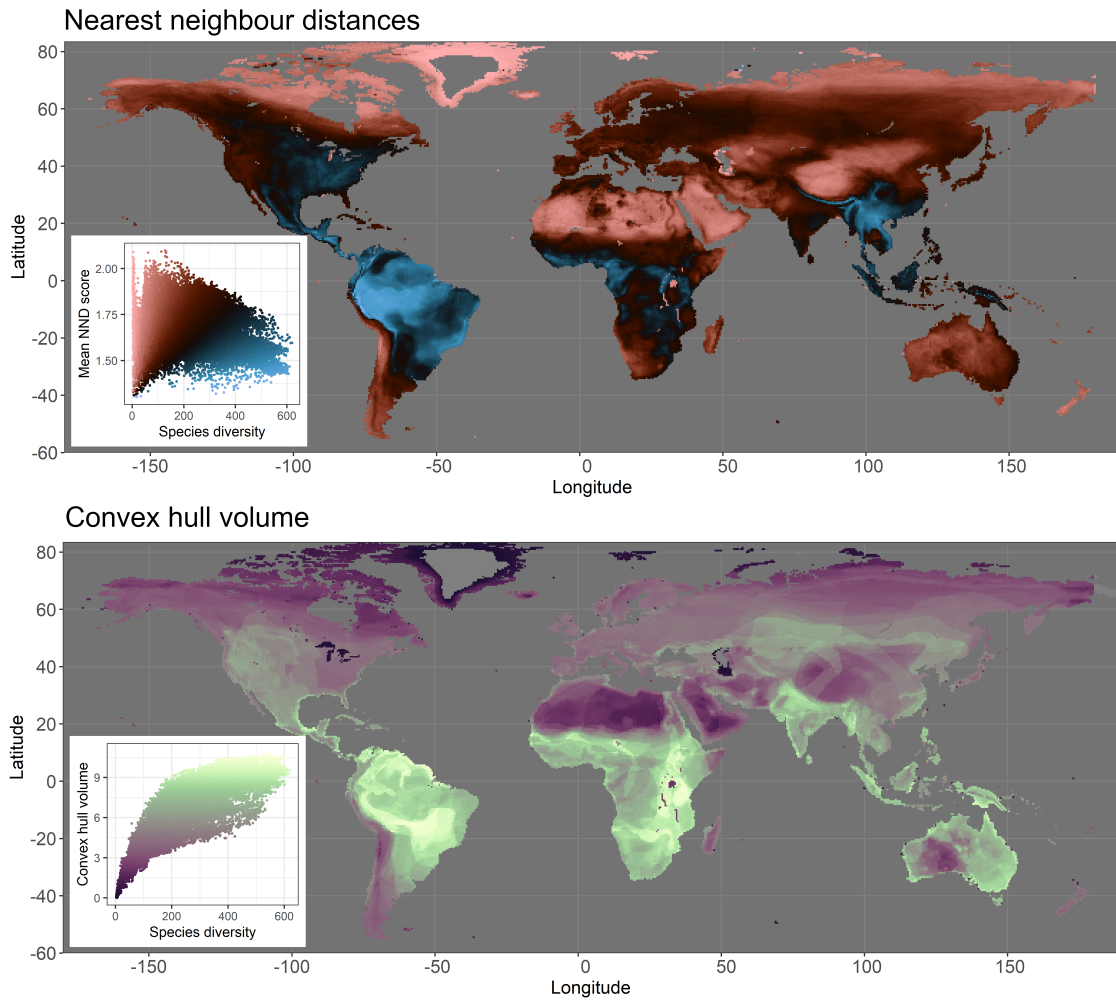 Nearest neighbour distances
80
60
40
20
0
-20
-40
-60
Latitude
2.00
1.75
1.50
Mean NND score
0 200 400 600
Species diversity
-150 -100 -50 0 50 100 150
Longitude
Convex hull volume
80
60
40
20
0
-20
-40
-60
Latitude
9
6
3
0
Convex hull volume
0 200 400 600
Species diversity
-150 -100 -50 0 50 100 150
Longitude